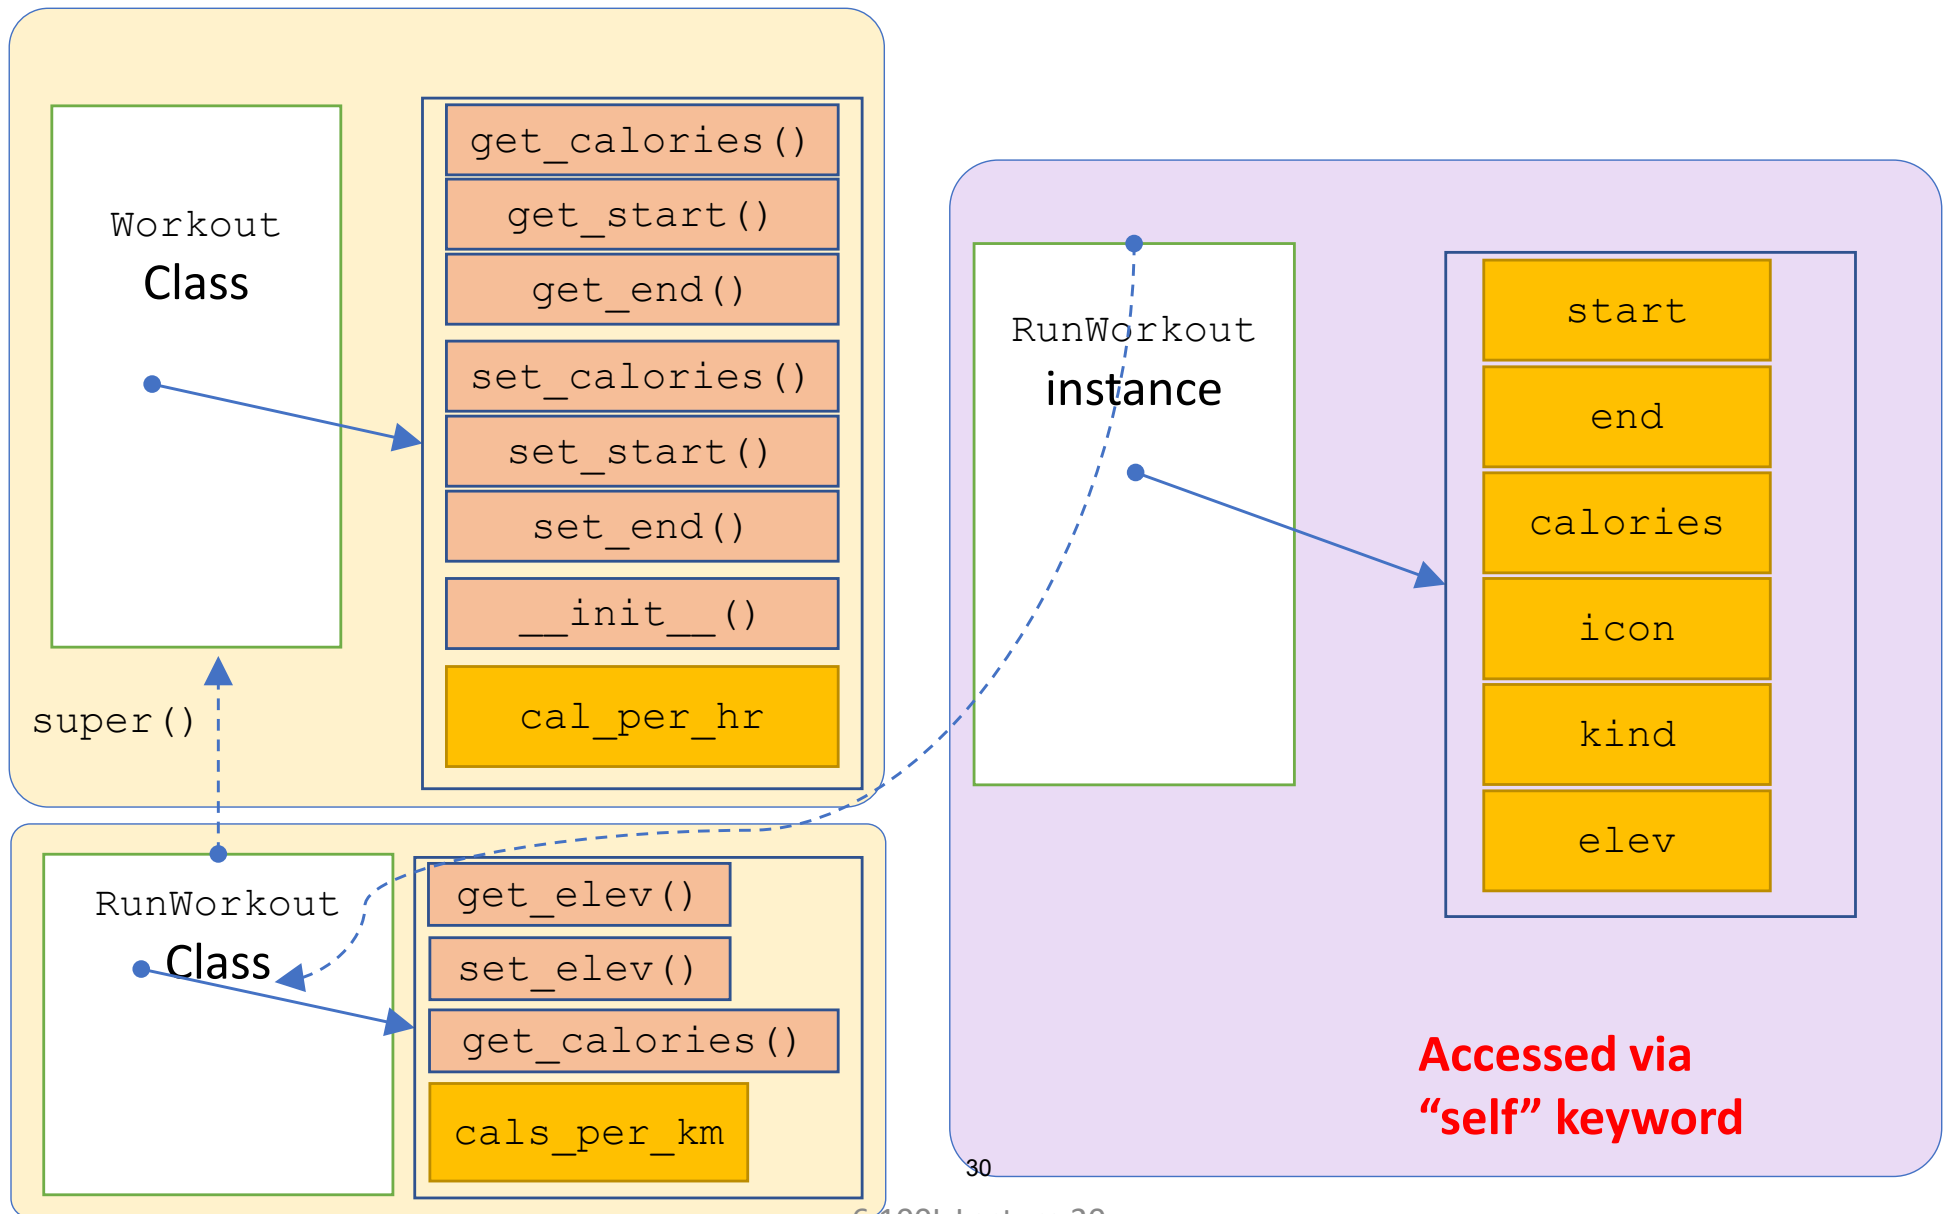 Workout
Class
get_calories()
get_start()
get_end()
set_calories()
set_start()
set_end()
__init__()
cal_per_hr
super()
RunWorkout
Class
get_elev()
set_elev()
get_calories()
cals_per_km
RunWorkout
instance
start
end
calories
icon
kind
elev
Accessed via
“self” keyword
30